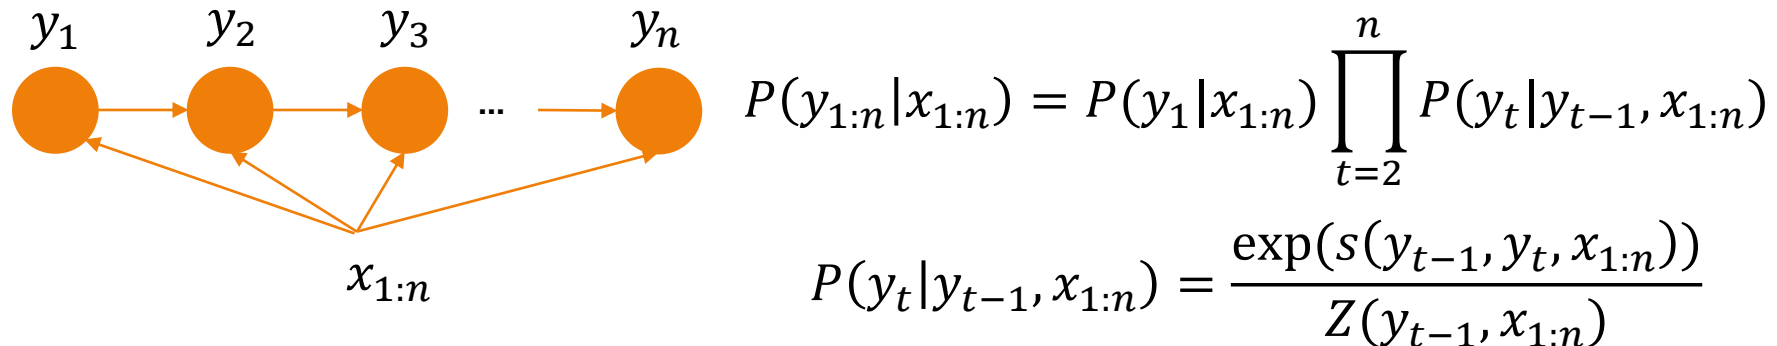 y₁ y₂ y₃ ... yₙ
x₁:ₙ
P(y₁:ₙ|x₁:ₙ) = P(y₁|x₁:ₙ) ∏ₜ₌₂ⁿ P(yₜ|yₜ₋₁, x₁:ₙ)
P(yₜ|yₜ₋₁, x₁:ₙ) = exp(s(yₜ₋₁, yₜ, x₁:ₙ)) / Z(yₜ₋₁, x₁:ₙ)